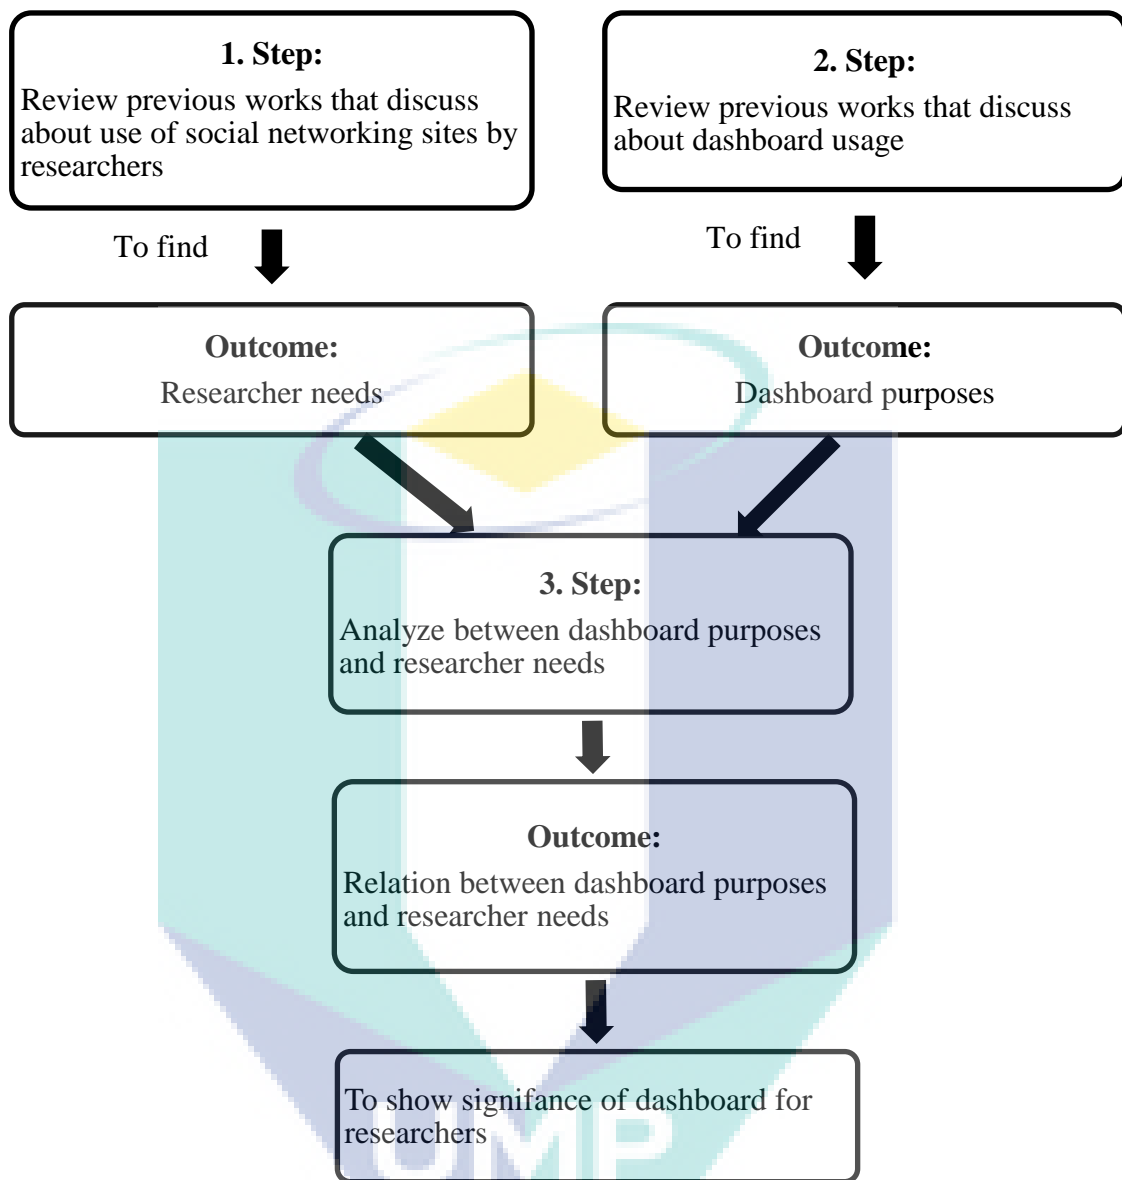 1. Step:
Review previous works that discuss
about use of social networking sites by
researchers
2. Step:
Review previous works that discuss
about dashboard usage
To find
To find
Outcome:
Researcher needs
Outcome:
Dashboard purposes
3. Step:
Analyze between dashboard purposes
and researcher needs
Outcome:
Relation between dashboard purposes
and researcher needs
To show signifance of dashboard for
researchers
UMP